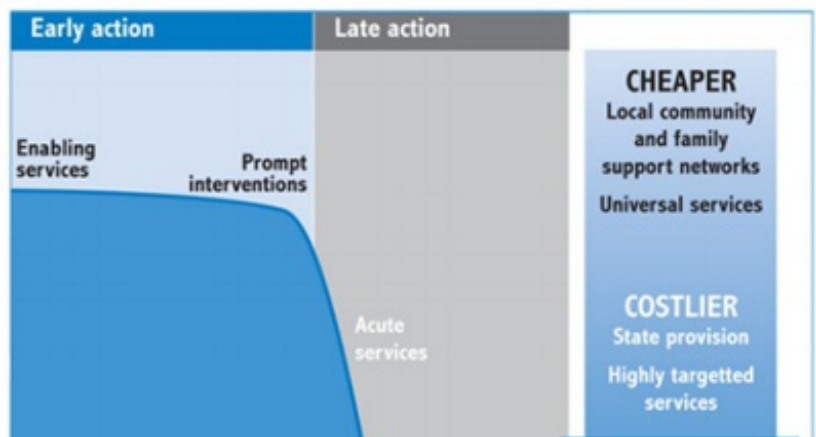 Early action
Late action
Enabling
services
Prompt
interventions
Acute
services
CHEAPER
Local community
and family
support networks
Universal services
COSTLIER
State provision
Highly targetted
services